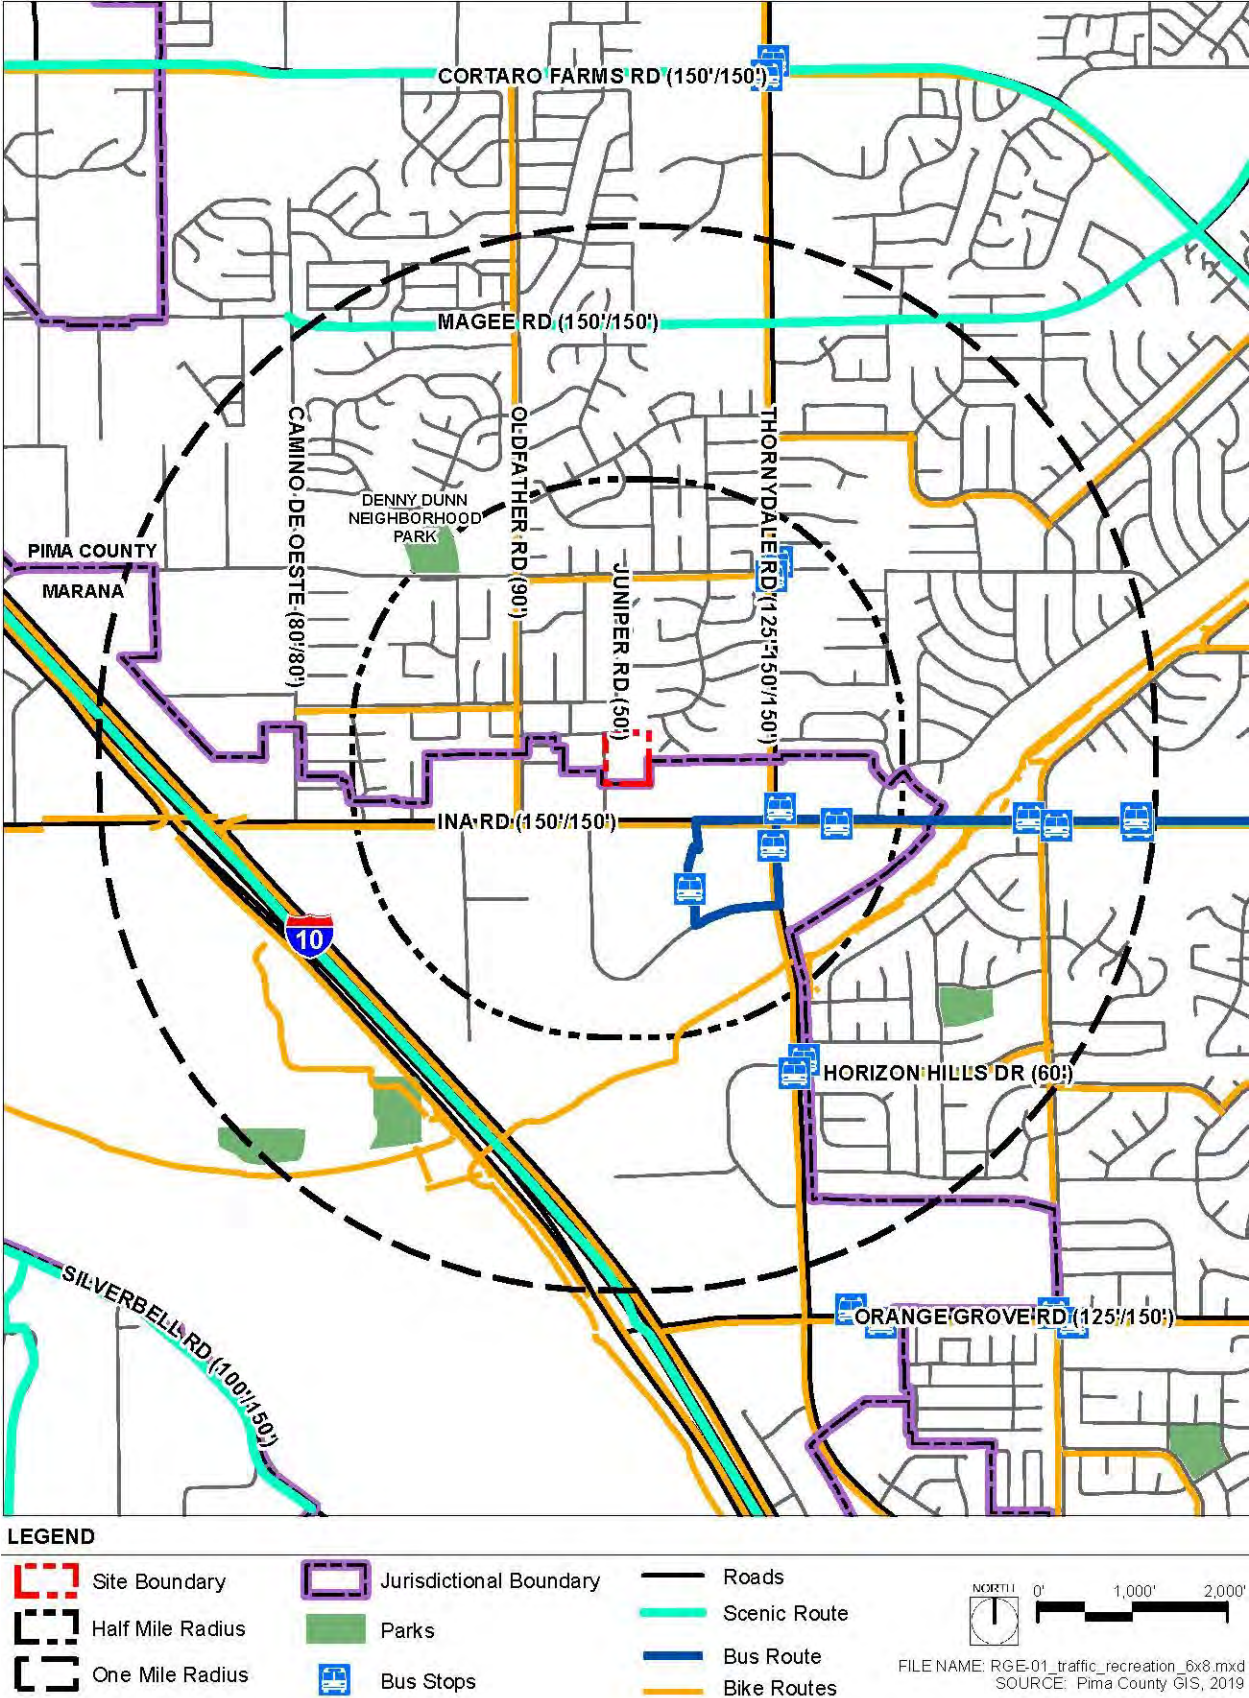 CORTARO FARMS RD (150'/150')
MAGEE RD (150'/150')
CAMINO DE OESTE (80'/80')
OLDFATHER RD (90')
THORNYDALE RD (125'-150'/150')
DENNY DUNN
NEIGHBORHOOD
PARK
PIMA COUNTY
MARANA
JUNIPER RD (50')
INA RD (150'/150')
10
HORIZON HILLS DR (60')
SILVERBELL RD (100'/150')
ORANGE GROVE RD (125'/150')
LEGEND
Site Boundary
Half Mile Radius
One Mile Radius
Jurisdictional Boundary
Parks
Bus Stops
Roads
Scenic Route
Bus Route
Bike Routes
NORTH
0' 1,000' 2,000'
FILE NAME: RGE-01_traffic_recreation_6x8.mxd
SOURCE: Pima County GIS, 2019